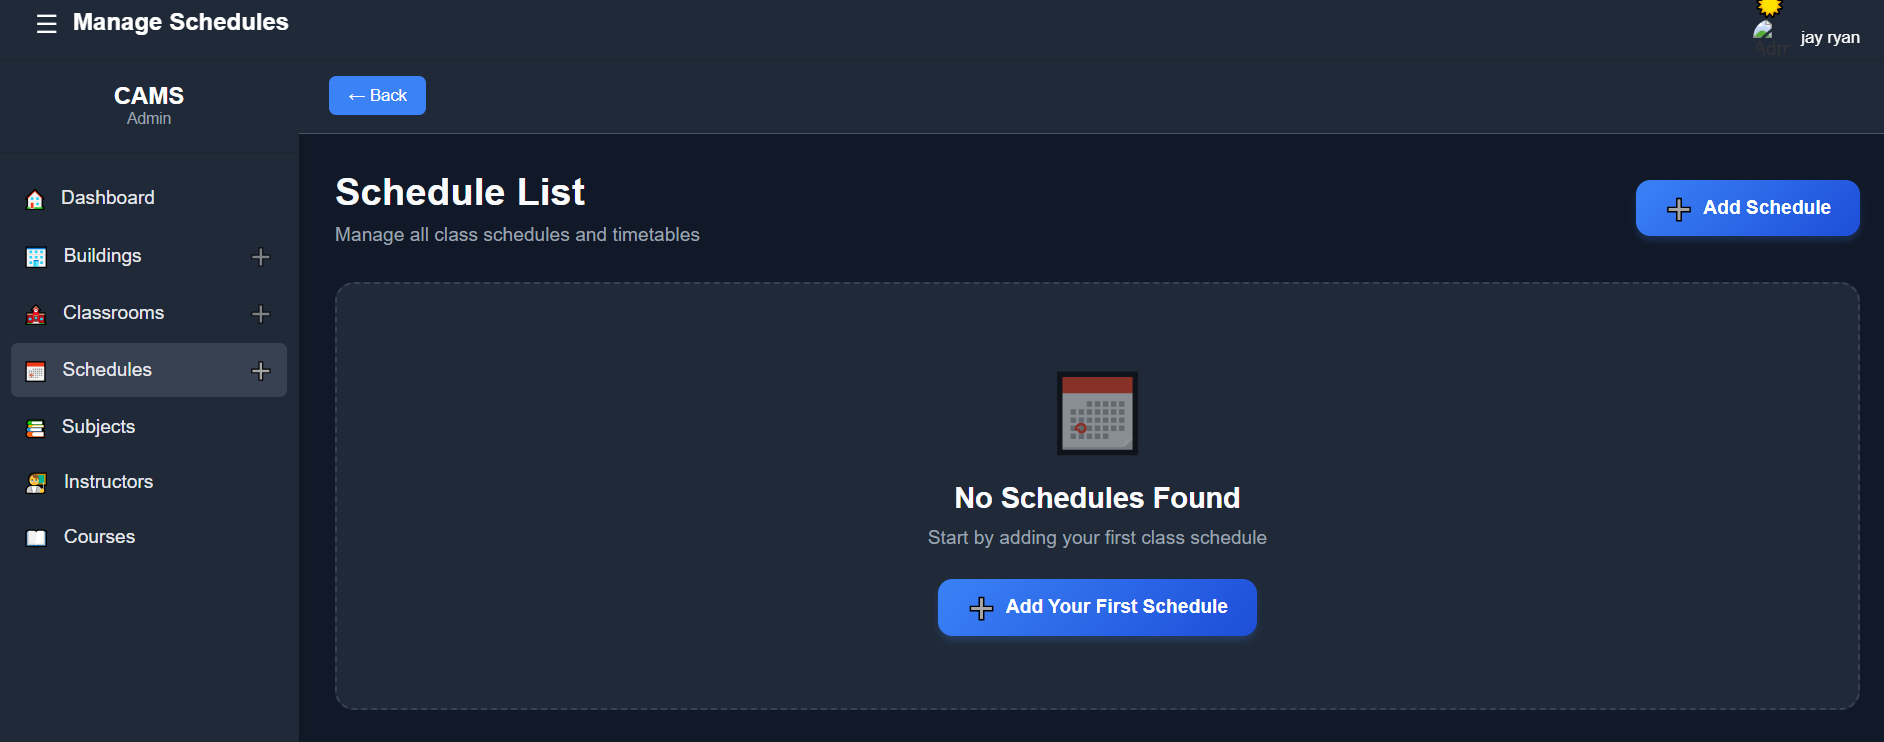 ☰ Manage Schedules
Adm
jay ryan
CAMS
Admin
← Back
Dashboard
Buildings
Classrooms
Schedules
Subjects
Instructors
Courses
Schedule List
Manage all class schedules and timetables
Add Schedule
No Schedules Found
Start by adding your first class schedule
Add Your First Schedule